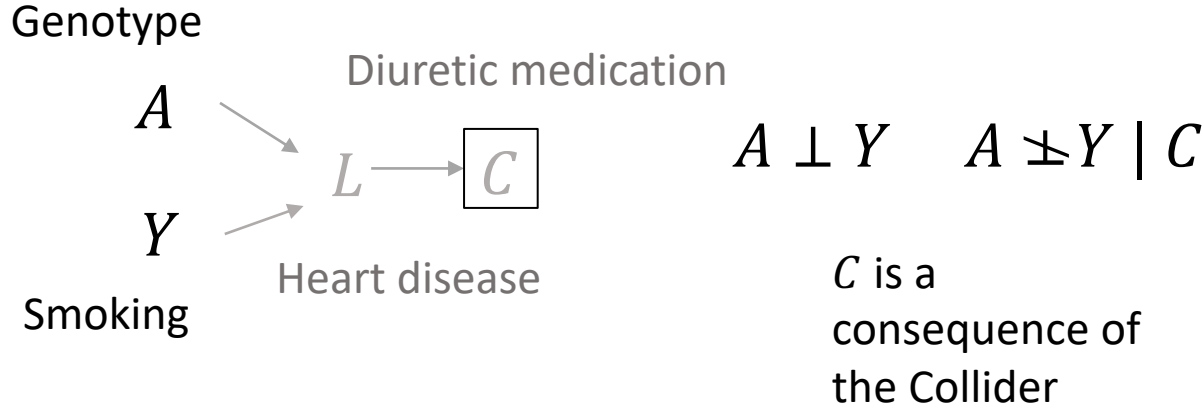 Genotype
Diuretic medication
A
L
C
Y
Heart disease
Smoking
A ⊥ Y A ⊥̸ Y | C
C is a
consequence of
the Collider